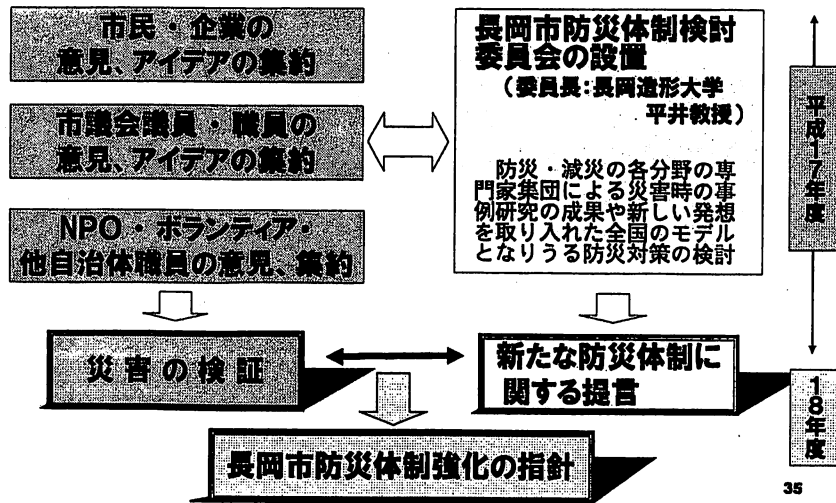 市民・企業の
意見、アイデアの集約
市議会議員・職員の
意見、アイデアの集約
NPO・ボランティア・
他自治体職員の意見、集約
長岡市防災体制検討
委員会の設置
(委員長:長岡造形大学
平井教授)
防災・減災の各分野の専
門家集団による災害時の事
例研究の成果や新しい発想
を取り入れた全国のモデル
となりうる防災対策の検討
平成17年度
災害の検証
新たな防災体制に
関する提言
18年度
長岡市防災体制強化の指針
35